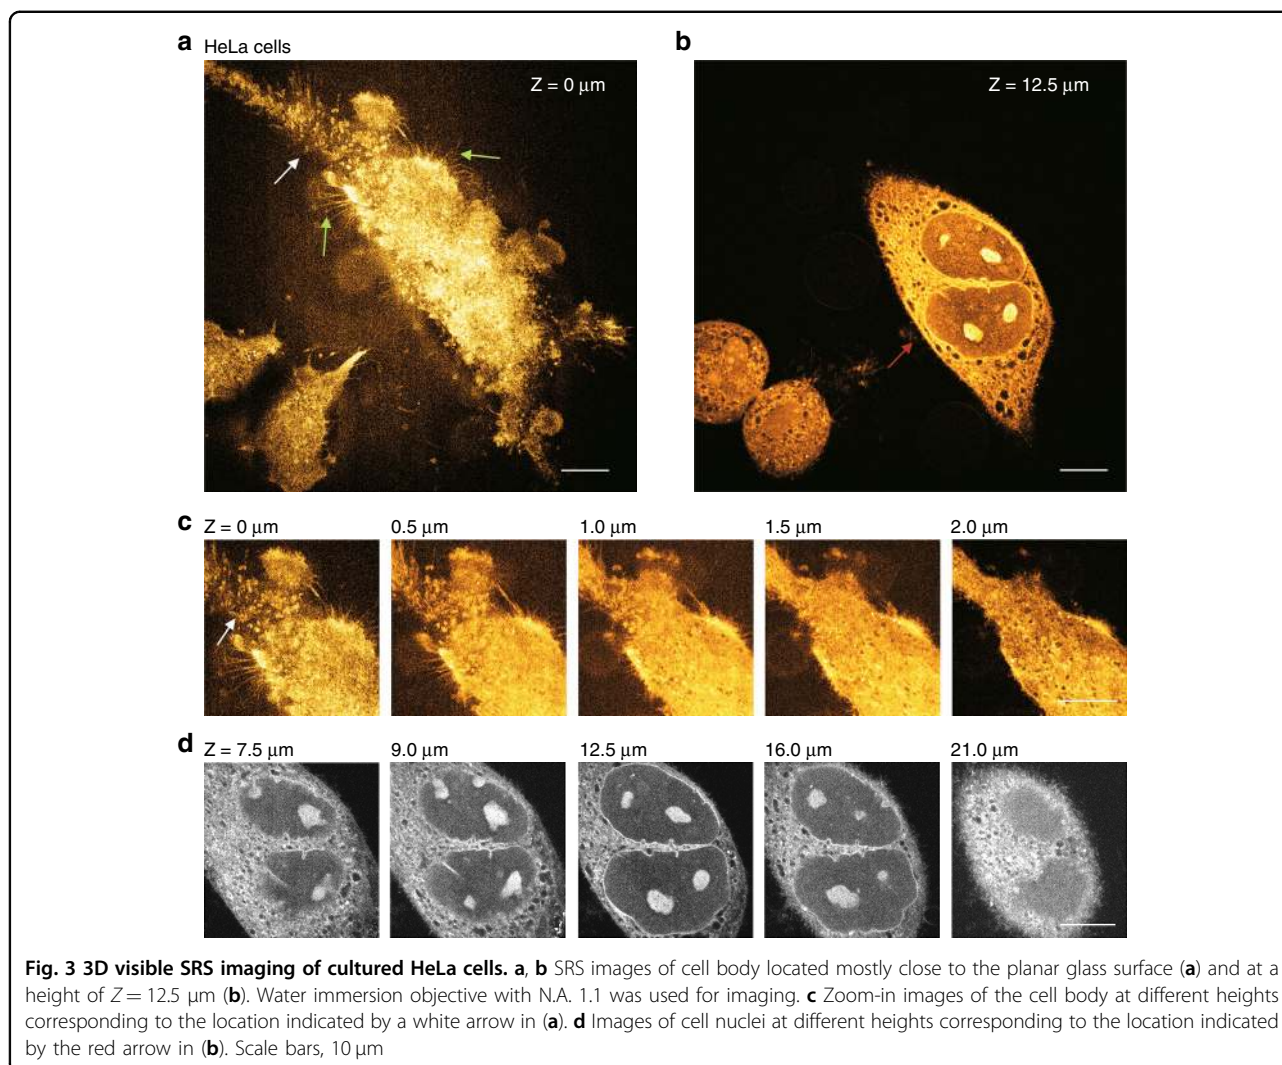 a HeLa cells
Z = 0 μm
b
Z = 12.5 μm
c Z = 0 μm 0.5 μm 1.0 μm 1.5 μm 2.0 μm
d Z = 7.5 μm 9.0 μm 12.5 μm 16.0 μm 21.0 μm
Fig. 3 3D visible SRS imaging of cultured HeLa cells. a, b SRS images of cell body located mostly close to the planar glass surface (a) and at a
height of Z = 12.5 μm (b). Water immersion objective with N.A. 1.1 was used for imaging. c Zoom-in images of the cell body at different heights
corresponding to the location indicated by a white arrow in (a). d Images of cell nuclei at different heights corresponding to the location indicated
by the red arrow in (b). Scale bars, 10 μm